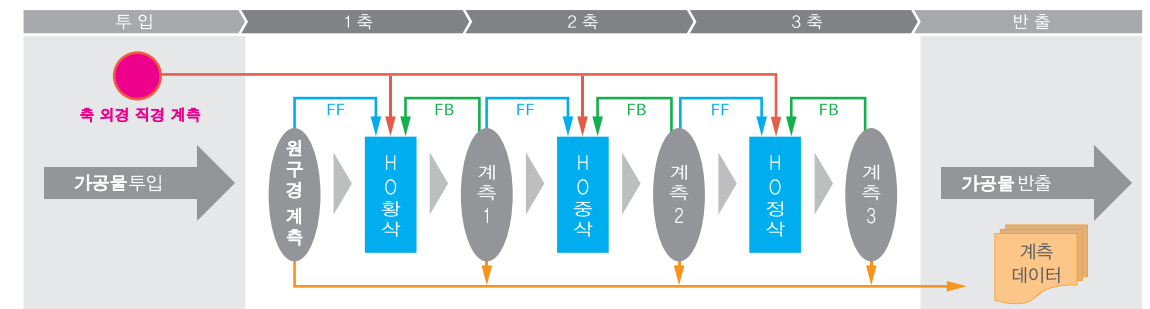 투 입
1 축
2 축
3 축
반 출
축 외경 직경 계측
FF
FB
FF
FB
FF
FB
가공물 투입
원구경 계측
H O 황삭
계측1
H O 중삭
계측2
H O 정삭
계측3
가공물 반출
계측
데이터